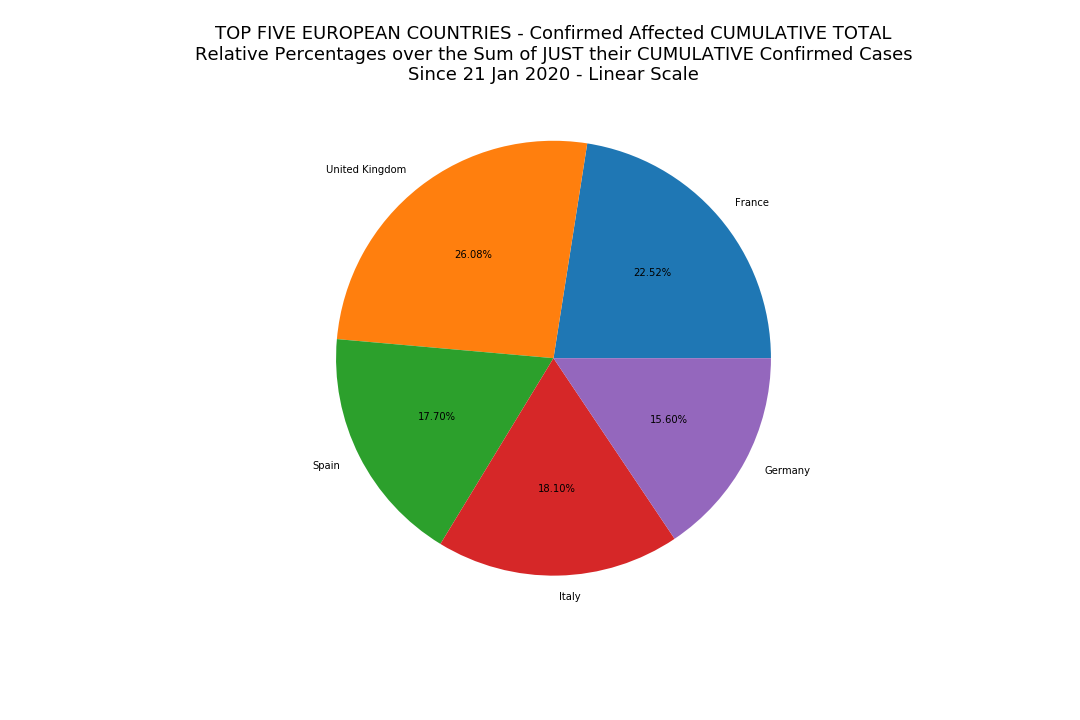 TOP FIVE EUROPEAN COUNTRIES - Confirmed Affected CUMULATIVE TOTAL
Relative Percentages over the Sum of JUST their CUMULATIVE Confirmed Cases
Since 21 Jan 2020 - Linear Scale
United Kingdom
France
26.08%
22.52%
17.70%
15.60%
Spain
Germany
18.10%
Italy